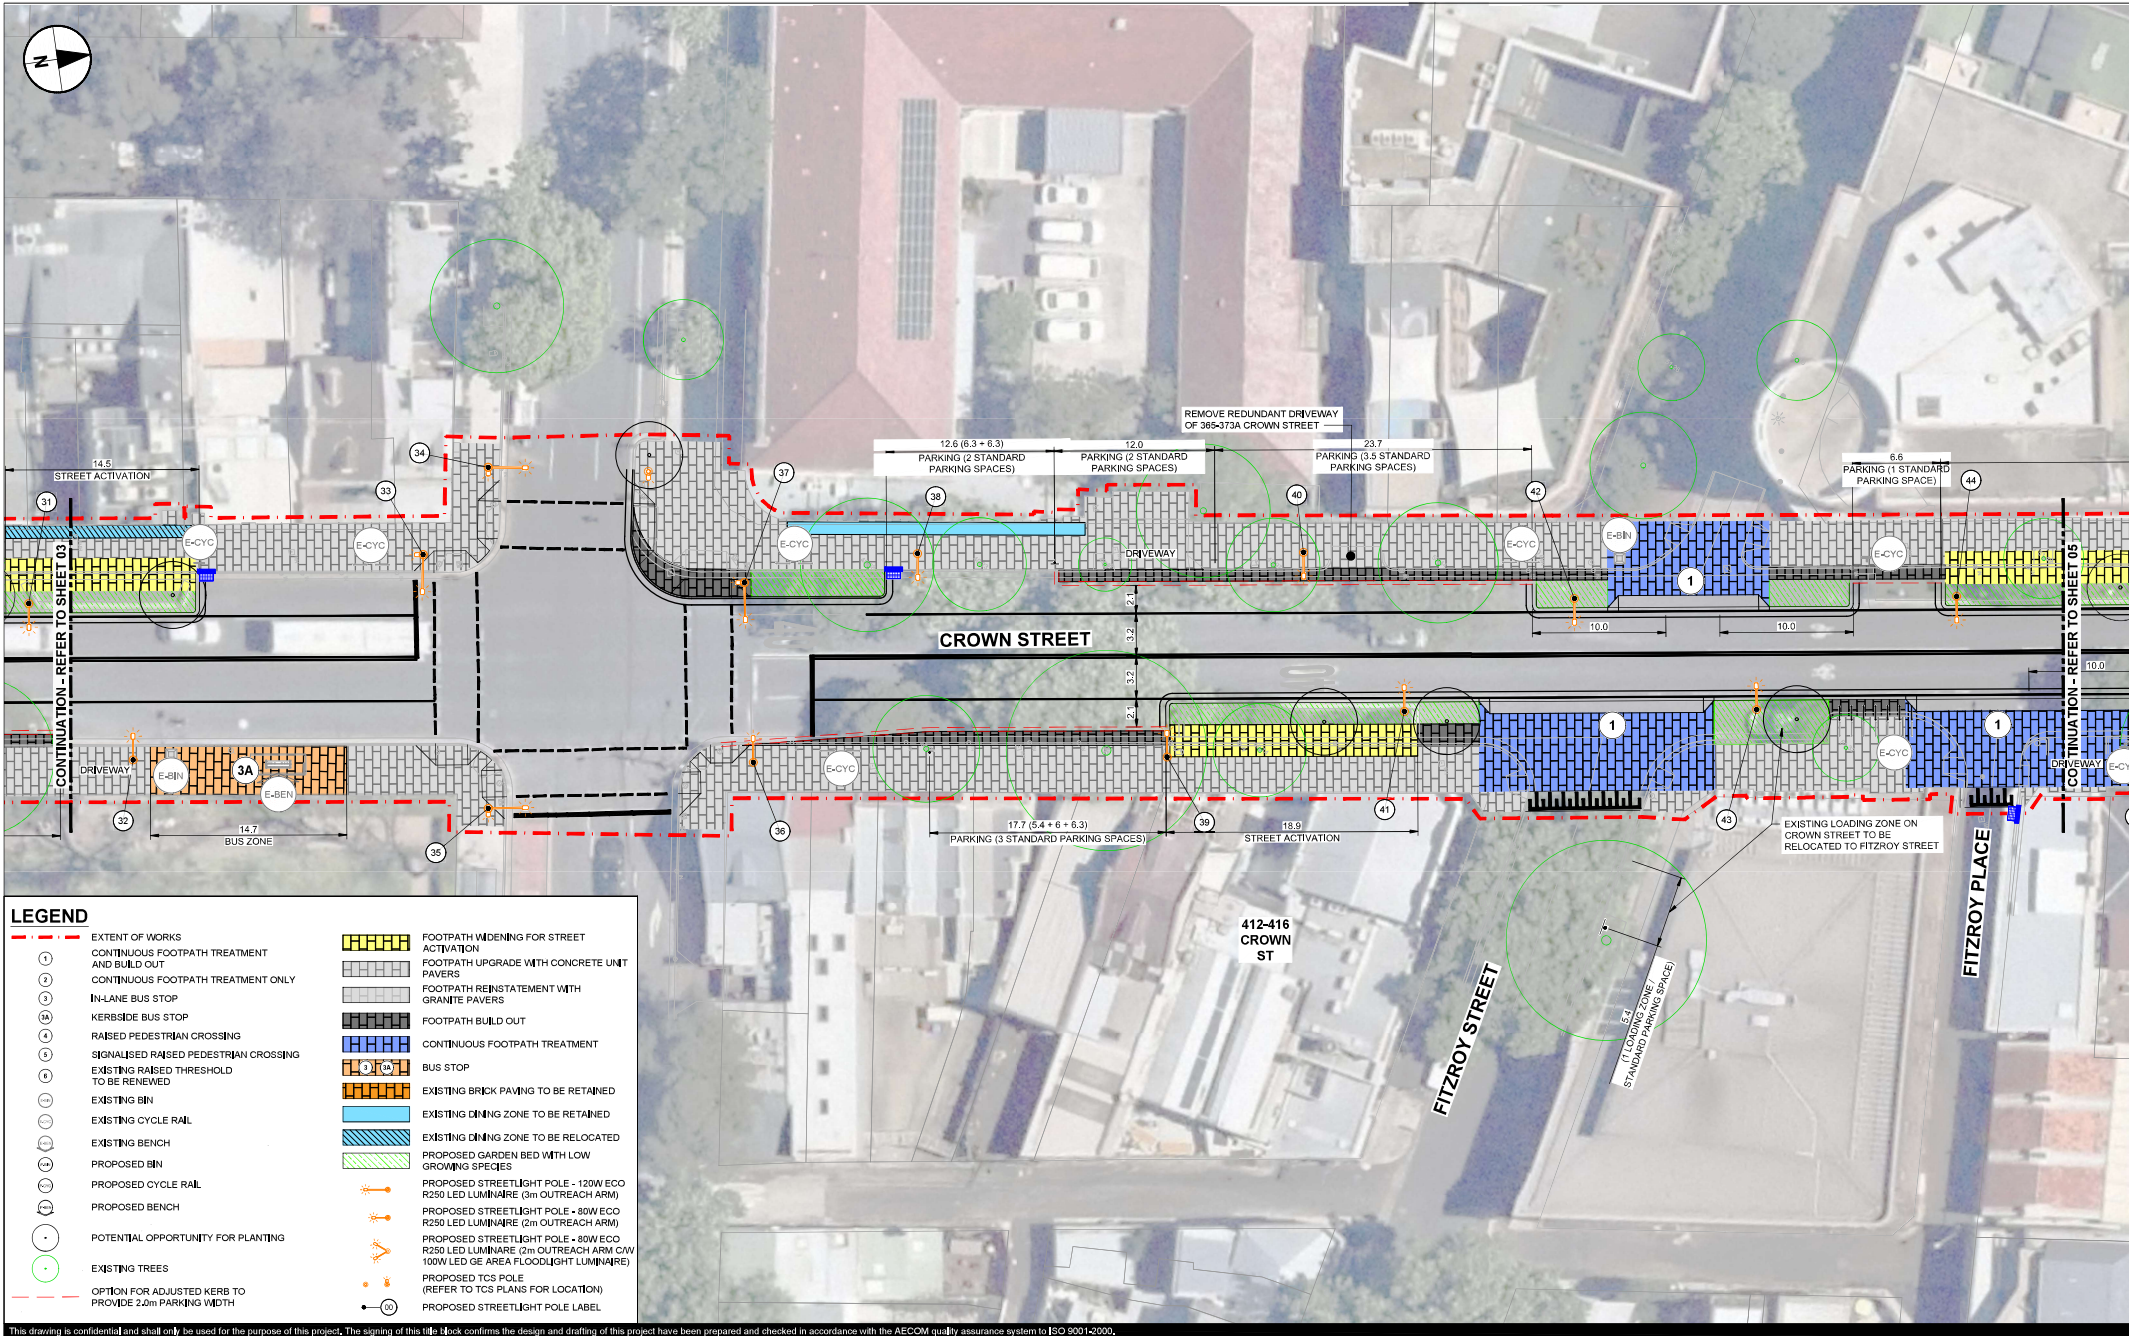 N
REMOVE REDUNDANT DRIVEWAY
OF 365-373A CROWN STREET
14.5
STREET ACTIVATION
12.6 (6.3 + 6.3)
PARKING (2 STANDARD
PARKING SPACES)
12.0
PARKING (2 STANDARD
PARKING SPACES)
23.7
PARKING (3.5 STANDARD
PARKING SPACES)
6.6
PARKING (1 STANDARD
PARKING SPACE)
31
33
34
37
38
40
42
44
E-CYC
E-CYC
E-CYC
E-CYC
E-BIN
E-CYC
DRIVEWAY
1
CONTINUATION - REFER TO SHEET 03
CONTINUATION - REFER TO SHEET 05
2.1
3.2
3.2
2.1
10.0
10.0
10.0
CROWN STREET
DRIVEWAY
E-BIN
3A
E-BEN
E-CYC
1
E-CYC
1
DRIVEWAY
E-CY
32
14.7
BUS ZONE
35
36
17.7 (5.4 + 6 + 6.3)
PARKING (3 STANDARD PARKING SPACES)
39
18.9
STREET ACTIVATION
41
43
EXISTING LOADING ZONE ON
CROWN STREET TO BE
RELOCATED TO FITZROY STREET
412-416
CROWN
ST
FITZROY STREET
FITZROY PLACE
5.4
(1 LOADING ZONE /
STANDARD PARKING SPACE)
LEGEND
EXTENT OF WORKS
1
CONTINUOUS FOOTPATH TREATMENT
AND BUILD OUT
2
CONTINUOUS FOOTPATH TREATMENT ONLY
3
IN-LANE BUS STOP
3A
KERBSIDE BUS STOP
4
RAISED PEDESTRIAN CROSSING
5
SIGNALISED RAISED PEDESTRIAN CROSSING
6
EXISTING RAISED THRESHOLD
TO BE RENEWED
EXISTING BIN
EXISTING CYCLE RAIL
EXISTING BENCH
PROPOSED BIN
PROPOSED CYCLE RAIL
PROPOSED BENCH
POTENTIAL OPPORTUNITY FOR PLANTING
EXISTING TREES
OPTION FOR ADJUSTED KERB TO
PROVIDE 2.0m PARKING WIDTH
FOOTPATH WIDENING FOR STREET
ACTIVATION
FOOTPATH UPGRADE WITH CONCRETE UNIT
PAVERS
FOOTPATH REINSTATEMENT WITH
GRANITE PAVERS
FOOTPATH BUILD OUT
CONTINUOUS FOOTPATH TREATMENT
3
3A
BUS STOP
EXISTING BRICK PAVING TO BE RETAINED
EXISTING DINING ZONE TO BE RETAINED
EXISTING DINING ZONE TO BE RELOCATED
PROPOSED GARDEN BED WITH LOW
GROWING SPECIES
PROPOSED STREETLIGHT POLE - 120W ECO
R250 LED LUMINAIRE (3m OUTREACH ARM)
PROPOSED STREETLIGHT POLE - 80W ECO
R250 LED LUMINAIRE (2m OUTREACH ARM)
PROPOSED STREETLIGHT POLE - 80W ECO
R250 LED LUMINARE (2m OUTREACH ARM C/W
100W LED GE AREA FLOODLIGHT LUMINAIRE)
PROPOSED TCS POLE
(REFER TO TCS PLANS FOR LOCATION)
00
PROPOSED STREETLIGHT POLE LABEL
This drawing is confidential and shall only be used for the purpose of this project. The signing of this title block confirms the design and drafting of this project have been prepared and checked in accordance with the AECOM quality assurance system to ISO 9001-2000.